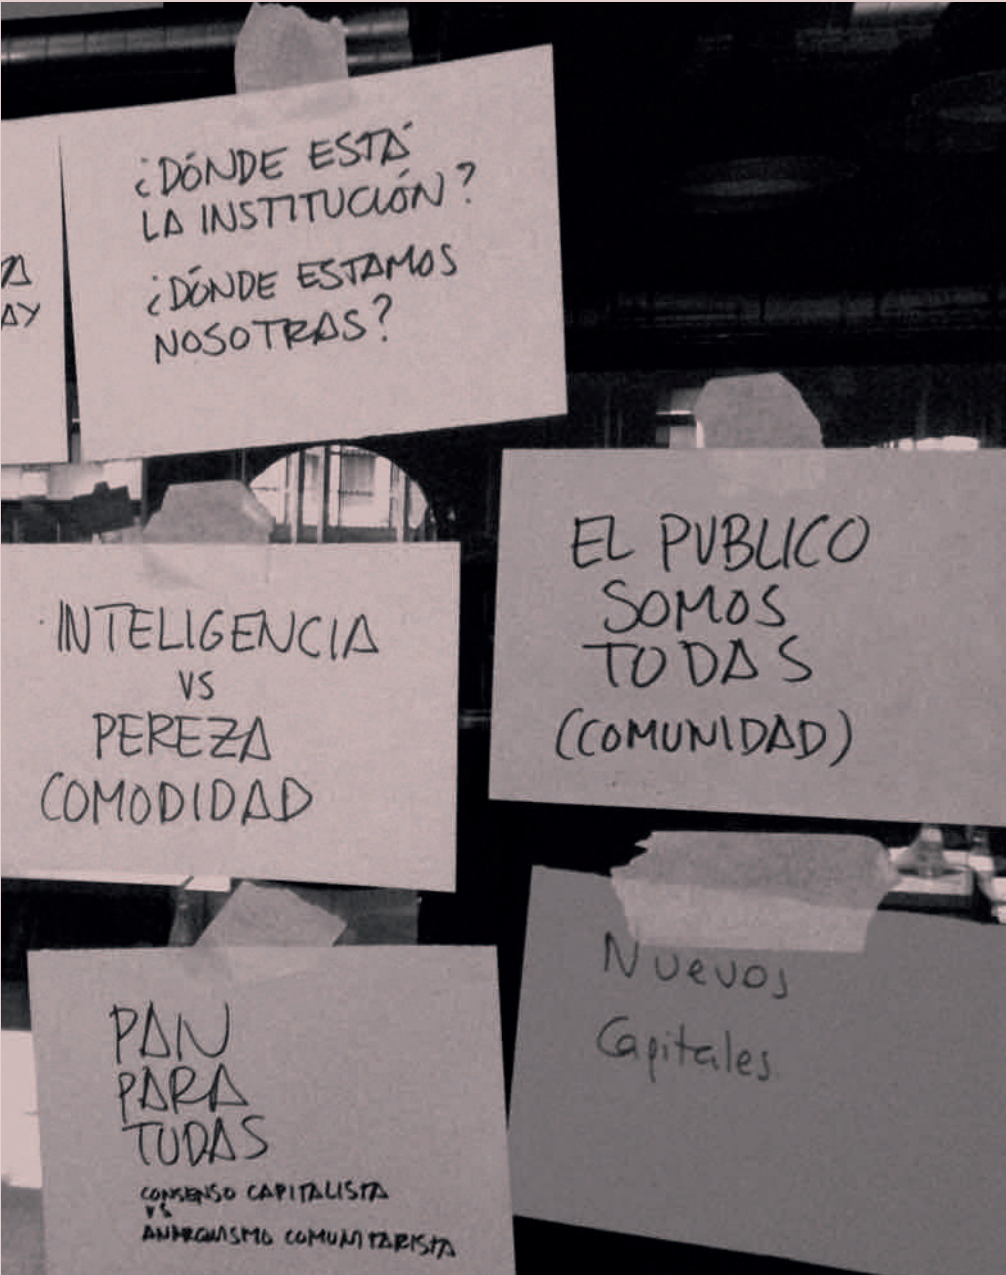 ¿DÓNDE ESTÁ
LA INSTITUCIÓN?
¿DÓNDE ESTAMOS
NOSOTRAS?
AY
EL PUBLICO
SOMOS
TODAS
(COMUNIDAD)
INTELIGENCIA
VS
PEREZA
COMODIDAD
Nuevos
Capitales
PAN
PARA
TODAS
CONSENSO CAPITALISTA
VS
ANARQUISMO COMUNITARISTA